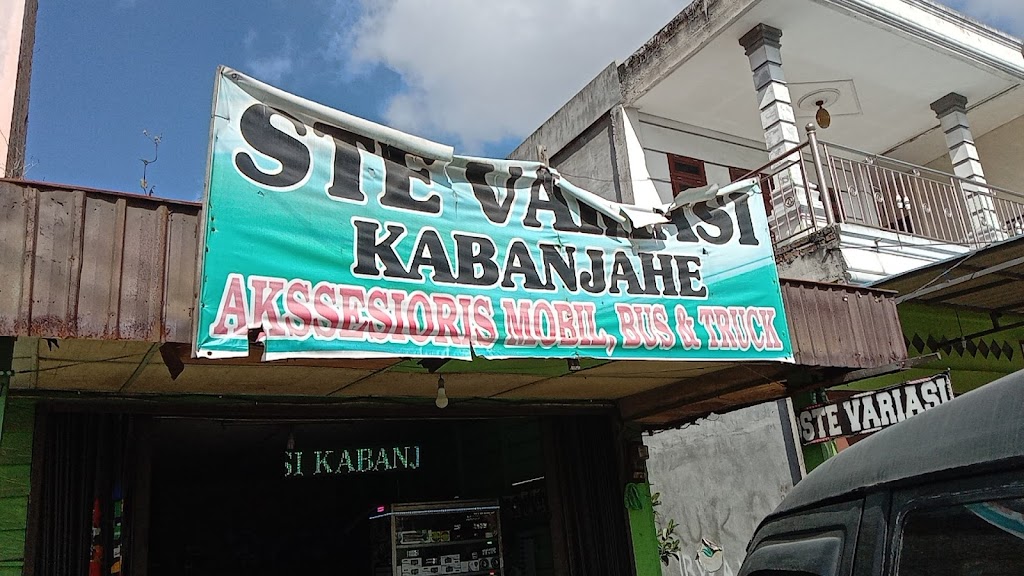 STE VARIASI
KABANJAHE
AKSSESIORIS MOBIL, BUS & TRUCK
STE VARIASI
SI KABANJ